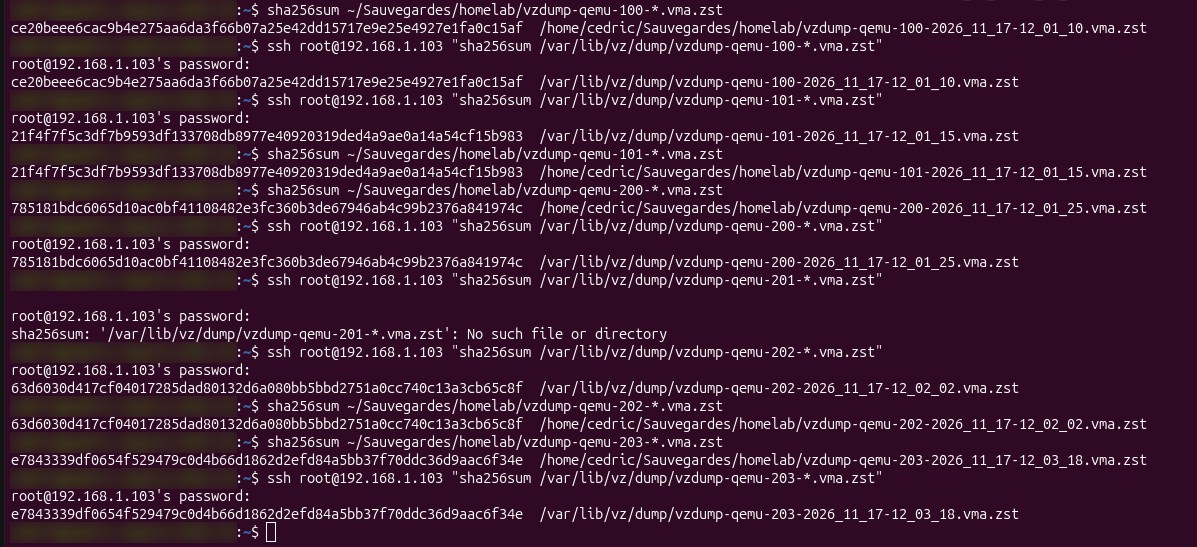 :~$ sha256sum ~/Sauvegardes/homelab/vzdump-qemu-100-*.vma.zst
ce20beee6cac9b4e275aa6da3f66b07a25e42dd15717e9e25e4927e1fa0c15af  /home/cedric/Sauvegardes/homelab/vzdump-qemu-100-2026_11_17-12_01_10.vma.zst
:~$ ssh root@192.168.1.103 "sha256sum /var/lib/vz/dump/vzdump-qemu-100-*.vma.zst"
root@192.168.1.103's password:
ce20beee6cac9b4e275aa6da3f66b07a25e42dd15717e9e25e4927e1fa0c15af  /var/lib/vz/dump/vzdump-qemu-100-2026_11_17-12_01_10.vma.zst
:~$ ssh root@192.168.1.103 "sha256sum /var/lib/vz/dump/vzdump-qemu-101-*.vma.zst"
root@192.168.1.103's password:
21f4f7f5c3df7b9593df133708db8977e40920319ded4a9ae0a14a54cf15b983  /var/lib/vz/dump/vzdump-qemu-101-2026_11_17-12_01_15.vma.zst
:~$ sha256sum ~/Sauvegardes/homelab/vzdump-qemu-101-*.vma.zst
21f4f7f5c3df7b9593df133708db8977e40920319ded4a9ae0a14a54cf15b983  /home/cedric/Sauvegardes/homelab/vzdump-qemu-101-2026_11_17-12_01_15.vma.zst
:~$ sha256sum ~/Sauvegardes/homelab/vzdump-qemu-200-*.vma.zst
785181bdc6065d10ac0bf41108482e3fc360b3de67946ab4c99b2376a841974c  /home/cedric/Sauvegardes/homelab/vzdump-qemu-200-2026_11_17-12_01_25.vma.zst
:~$ ssh root@192.168.1.103 "sha256sum /var/lib/vz/dump/vzdump-qemu-200-*.vma.zst"
root@192.168.1.103's password:
785181bdc6065d10ac0bf41108482e3fc360b3de67946ab4c99b2376a841974c  /var/lib/vz/dump/vzdump-qemu-200-2026_11_17-12_01_25.vma.zst
:~$ ssh root@192.168.1.103 "sha256sum /var/lib/vz/dump/vzdump-qemu-201-*.vma.zst"
root@192.168.1.103's password:
sha256sum: '/var/lib/vz/dump/vzdump-qemu-201-*.vma.zst': No such file or directory
:~$ ssh root@192.168.1.103 "sha256sum /var/lib/vz/dump/vzdump-qemu-202-*.vma.zst"
root@192.168.1.103's password:
63d6030d417cf04017285dad80132d6a080bb5bbd2751a0cc740c13a3cb65c8f  /var/lib/vz/dump/vzdump-qemu-202-2026_11_17-12_02_02.vma.zst
:~$ sha256sum ~/Sauvegardes/homelab/vzdump-qemu-202-*.vma.zst
63d6030d417cf04017285dad80132d6a080bb5bbd2751a0cc740c13a3cb65c8f  /home/cedric/Sauvegardes/homelab/vzdump-qemu-202-2026_11_17-12_02_02.vma.zst
:~$ sha256sum ~/Sauvegardes/homelab/vzdump-qemu-203-*.vma.zst
e7843339df0654f529479c0d4b66d1862d2efd84a5bb37f70ddc36d9aac6f34e  /home/cedric/Sauvegardes/homelab/vzdump-qemu-203-2026_11_17-12_03_18.vma.zst
:~$ ssh root@192.168.1.103 "sha256sum /var/lib/vz/dump/vzdump-qemu-203-*.vma.zst"
root@192.168.1.103's password:
e7843339df0654f529479c0d4b66d1862d2efd84a5bb37f70ddc36d9aac6f34e  /var/lib/vz/dump/vzdump-qemu-203-2026_11_17-12_03_18.vma.zst
:~$